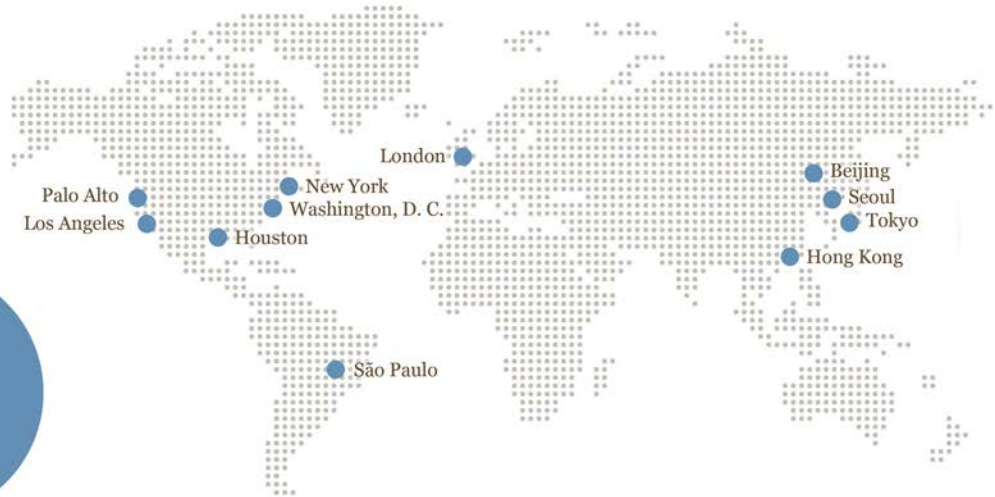 London
Beijing
Palo Alto
New York
Seoul
Washington, D. C.
Los Angeles
Tokyo
Houston
Hong Kong
São Paulo